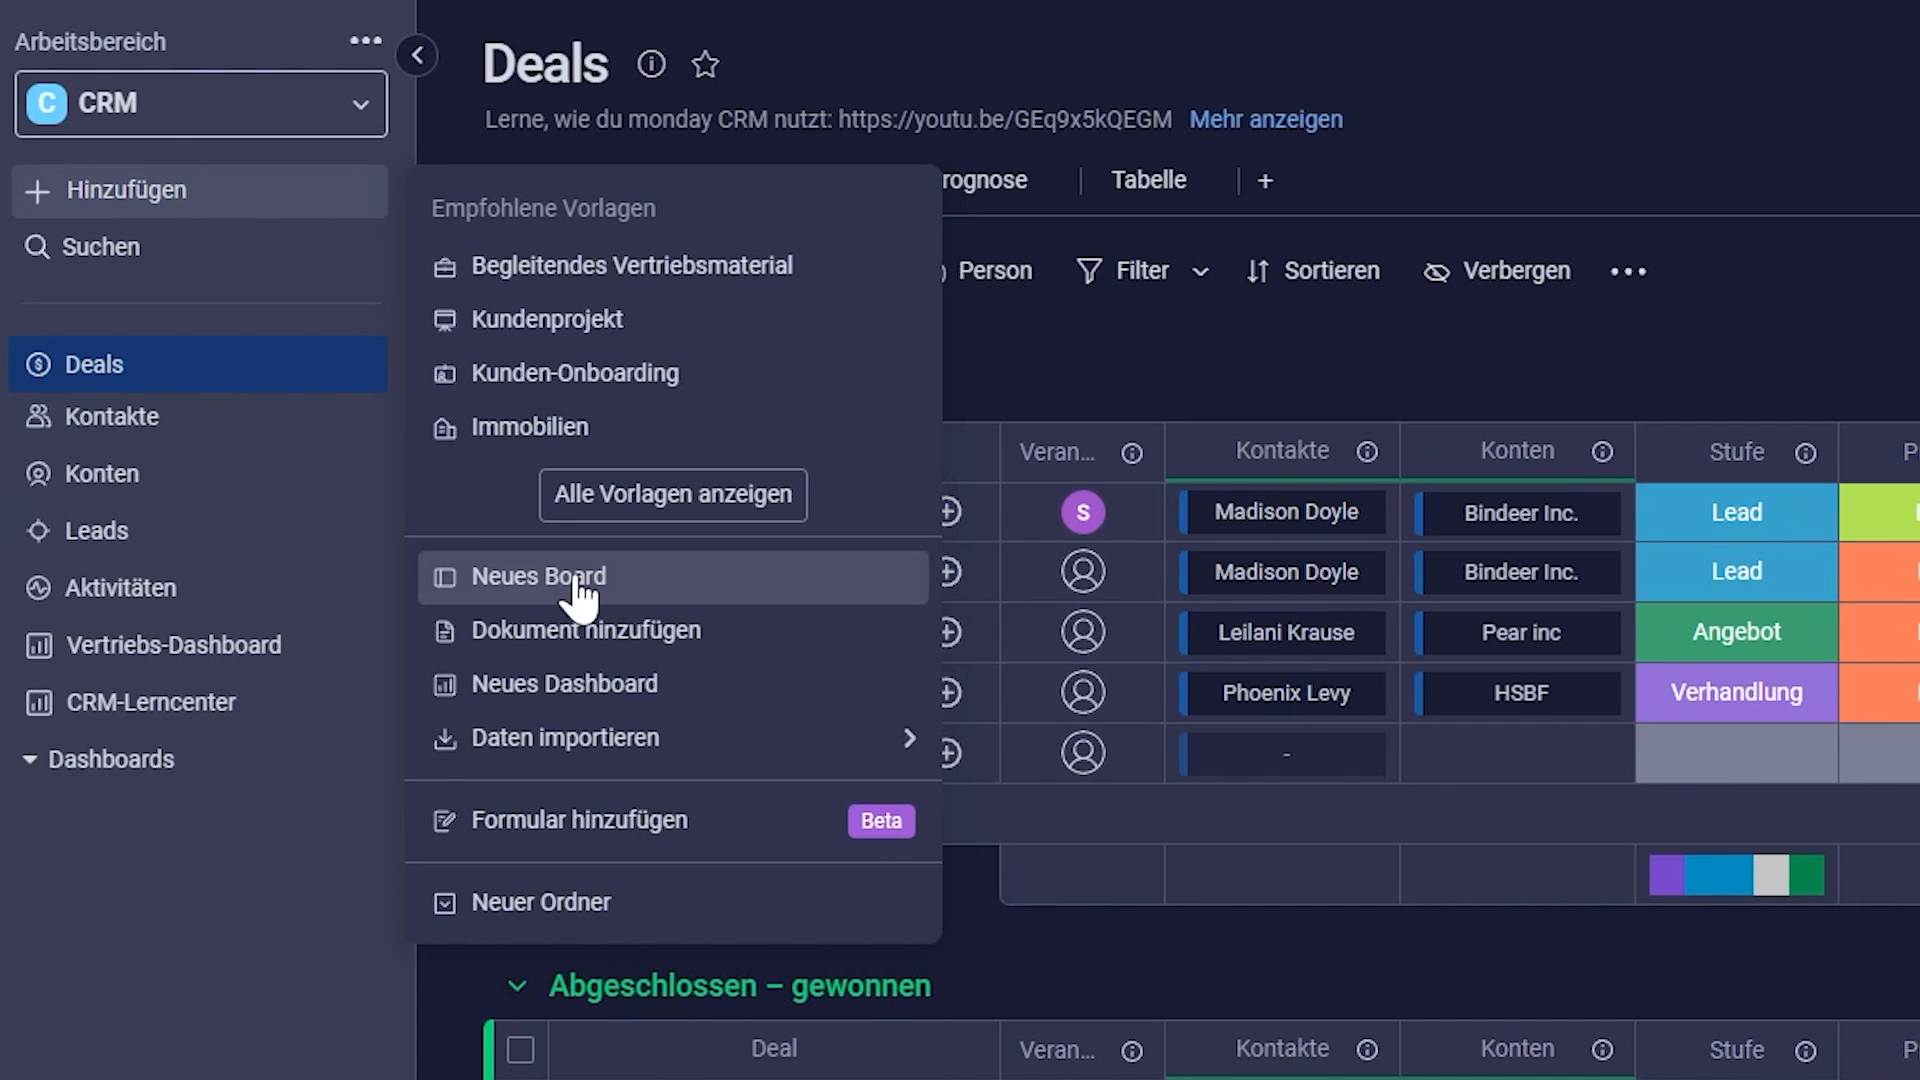 Arbeitsbereich
C CRM
Hinzufügen
Suchen
Deals
Kontakte
Konten
Leads
Aktivitäten
Vertriebs-Dashboard
CRM-Lerncenter
Dashboards
Deals
Lerne, wie du monday CRM nutzt: https://youtu.be/GEq9x5kQEGM Mehr anzeigen
rognose
Tabelle
+
Person
Filter
Sortieren
Verbergen
Empfohlene Vorlagen
Begleitendes Vertriebsmaterial
Kundenprojekt
Kunden-Onboarding
Immobilien
Alle Vorlagen anzeigen
Neues Board
Dokument hinzufügen
Neues Dashboard
Daten importieren
Formular hinzufügen Beta
Neuer Ordner
Veran... Kontakte Konten Stufe P
S Madison Doyle Bindeer Inc. Lead
Madison Doyle Bindeer Inc. Lead
Leilani Krause Pear inc Angebot
Phoenix Levy HSBF Verhandlung
-
Abgeschlossen – gewonnen
Deal Veran... Kontakte Konten Stufe P